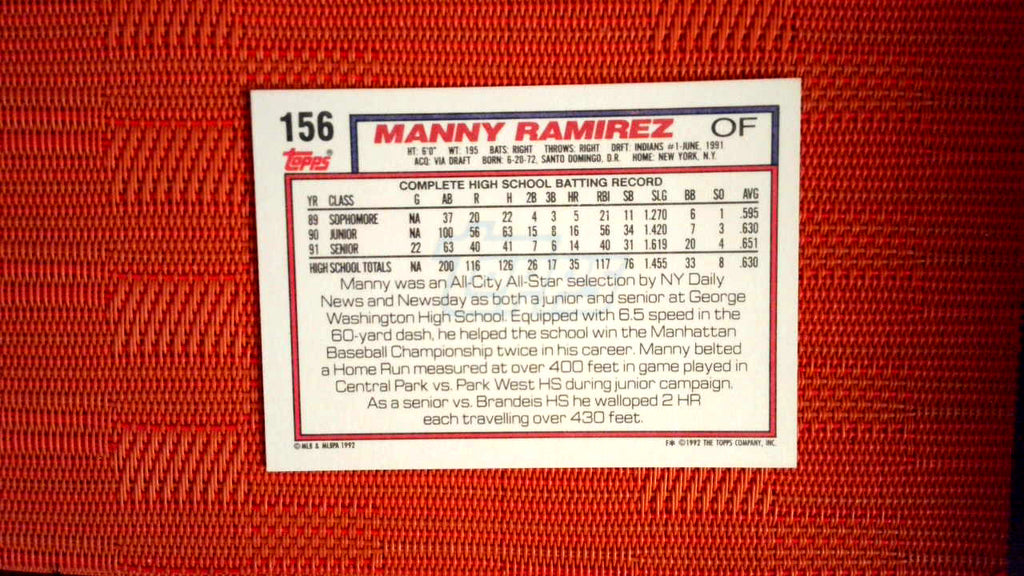 156
TOPPS®
MANNY RAMIREZ OF
HT: 6'0" WT: 195 BATS: RIGHT THROWS: RIGHT DRFT: INDIANS #1-JUNE, 1991
ACQ: VIA DRAFT BORN: 6-20-72, SANTO DOMINGO, D.R. HOME: NEW YORK, N.Y.
COMPLETE HIGH SCHOOL BATTING RECORD
YR CLASS G AB R H 2B 3B HR RBI SB SLG BB SO AVG
89 SOPHOMORE NA 37 20 22 4 3 5 21 11 1.270 6 1 .595
90 JUNIOR NA 100 56 63 15 8 16 56 34 1.420 7 3 .630
91 SENIOR 22 63 40 41 7 6 14 40 31 1.619 20 4 .651
HIGH SCHOOL TOTALS NA 200 116 126 26 17 35 117 76 1.455 33 8 .630
Manny was an All-City All-Star selection by NY Daily
News and Newsday as both a junior and senior at George
Washington High School. Equipped with 6.5 speed in the
60-yard dash, he helped the school win the Manhattan
Baseball Championship twice in his career. Manny belted
a Home Run measured at over 400 feet in game played in
Central Park vs. Park West HS during junior campaign.
As a senior vs. Brandeis HS he walloped 2 HR
each travelling over 430 feet.
© MLB & MLBPA 1992
F* © 1992 THE TOPPS COMPANY, INC.